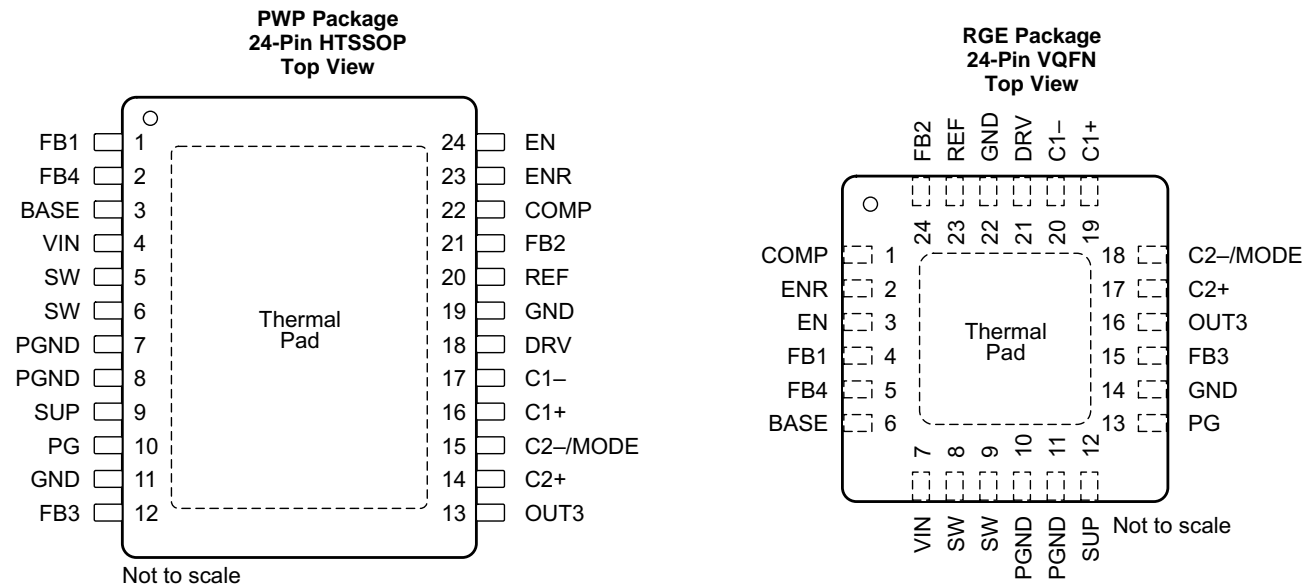 PWP Package
24-Pin HTSSOP
Top View
FB1 1
FB4 2
BASE 3
VIN 4
SW 5
SW 6
PGND 7
PGND 8
SUP 9
PG 10
GND 11
FB3 12
Thermal
Pad
24 EN
23 ENR
22 COMP
21 FB2
20 REF
19 GND
18 DRV
17 C1–
16 C1+
15 C2–/MODE
14 C2+
13 OUT3
Not to scale
RGE Package
24-Pin VQFN
Top View
FB2 REF GND DRV C1– C1+
24 23 22 21 20 19
COMP 1
ENR 2
EN 3
FB1 4
FB4 5
BASE 6
Thermal
Pad
18 C2–/MODE
17 C2+
16 OUT3
15 FB3
14 GND
13 PG
7 8 9 10 11 12
VIN SW SW PGND PGND SUP
Not to scale